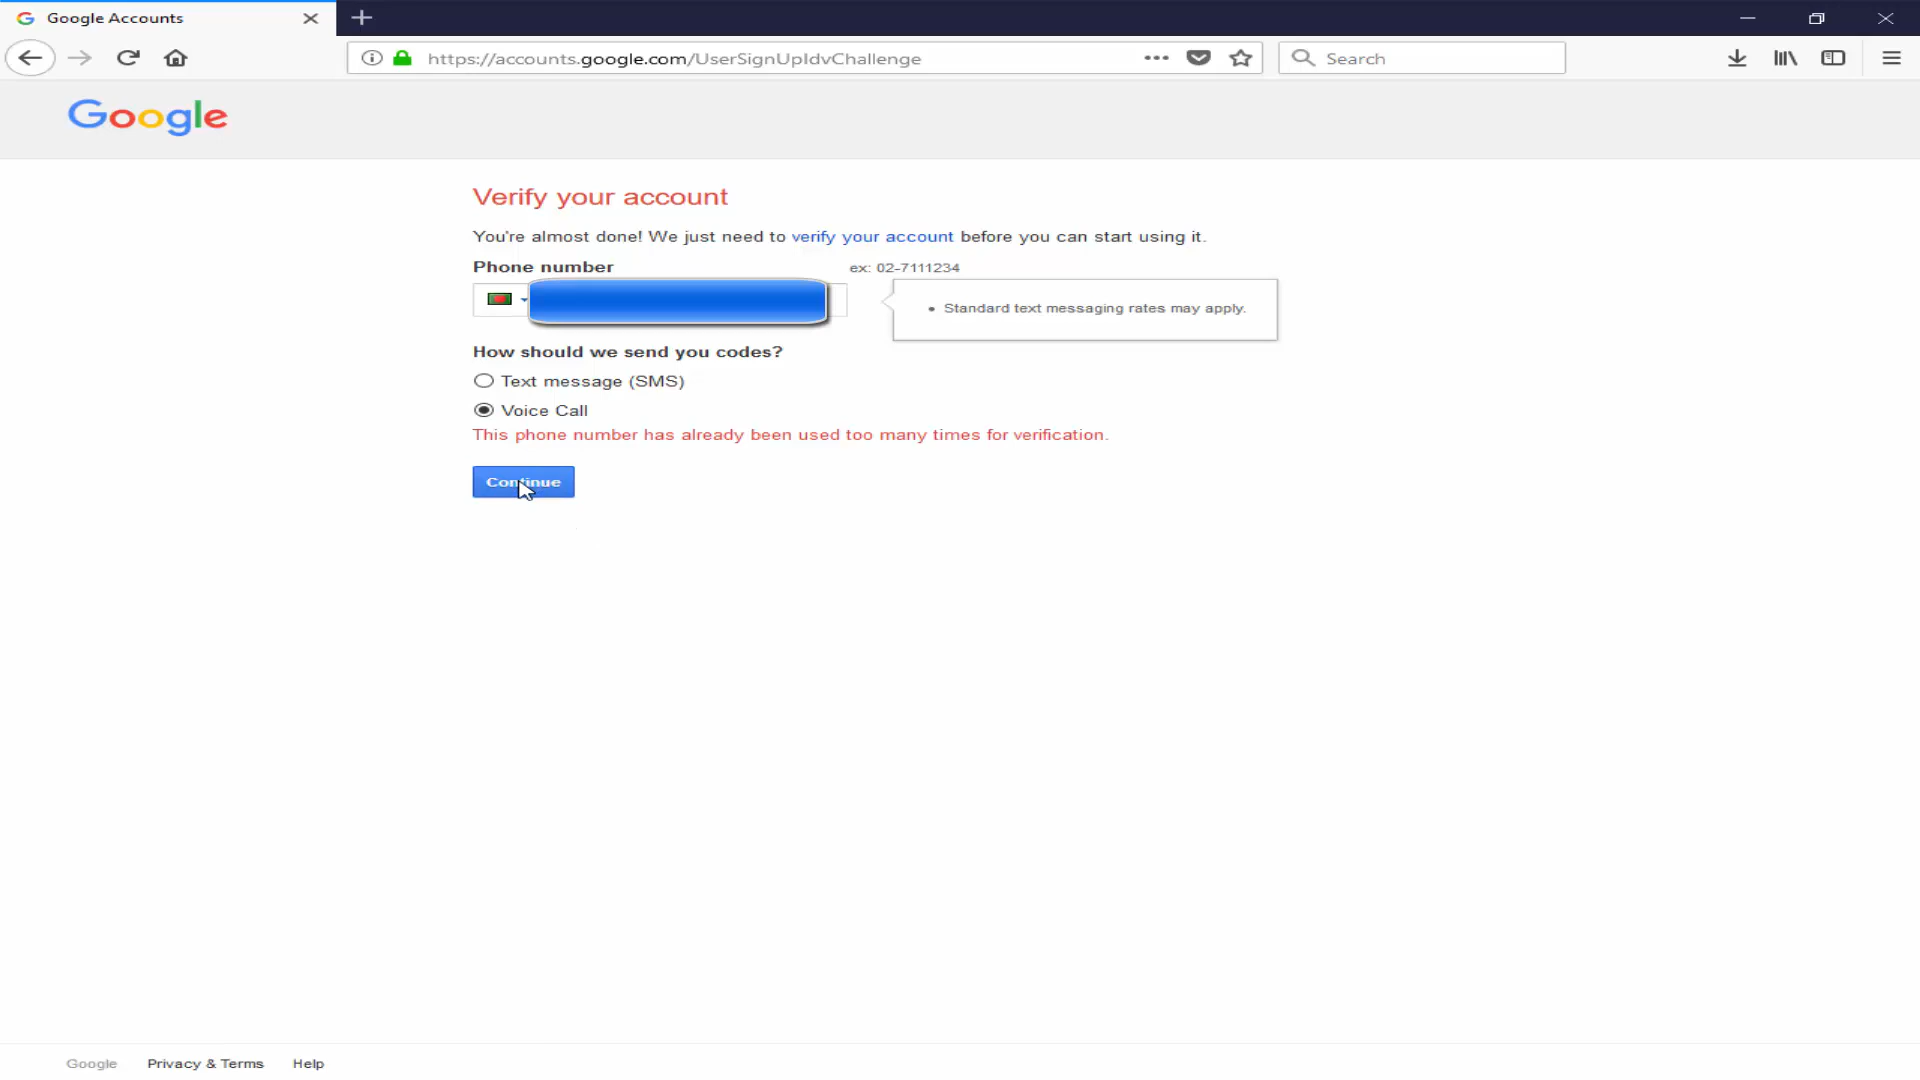 Google Accounts
https://accounts.google.com/UserSignUpIdvChallenge
Search
Google
Verify your account
You're almost done! We just need to verify your account before you can start using it.
Phone number
ex: 02-7111234
• Standard text messaging rates may apply.
How should we send you codes?
Text message (SMS)
Voice Call
This phone number has already been used too many times for verification.
Continue
Google Privacy & Terms Help